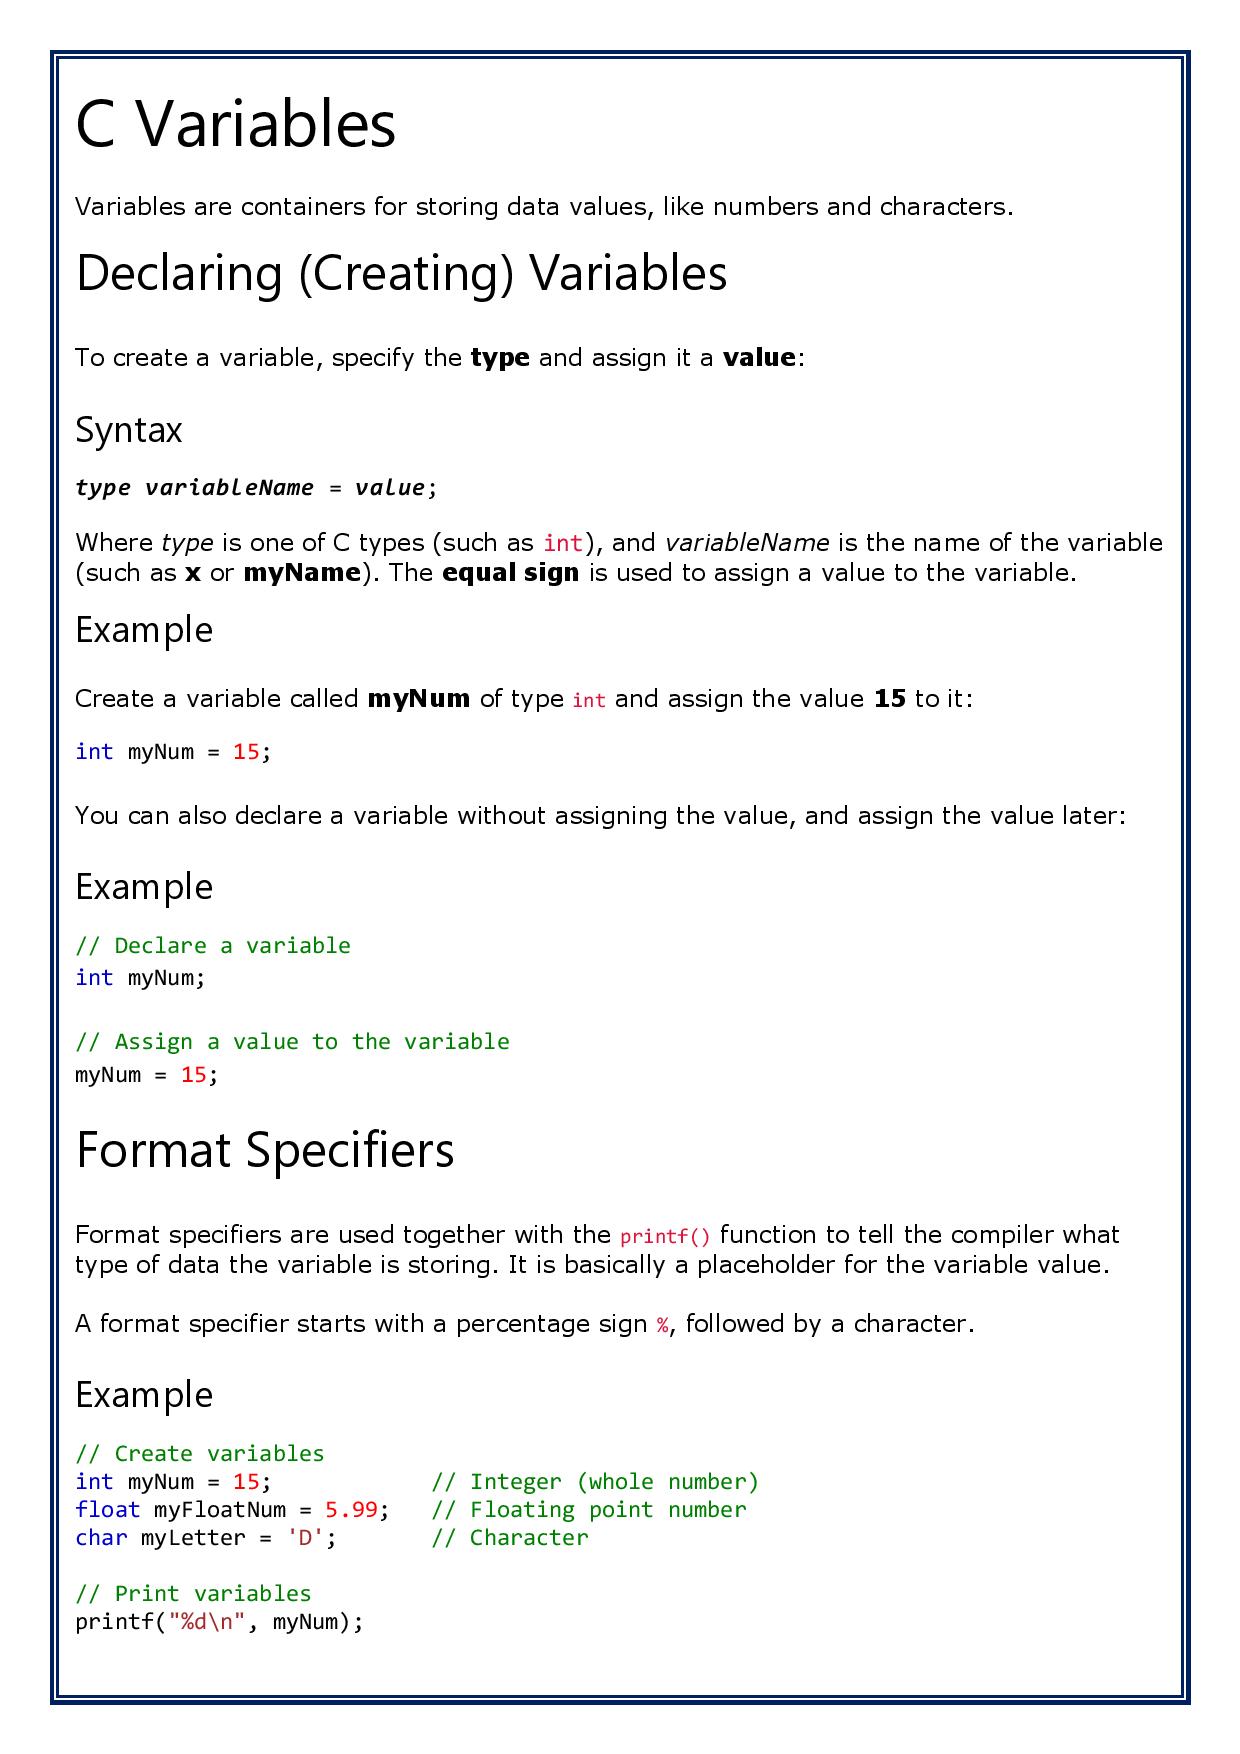 C Variables
Variables are containers for storing data values, like numbers and characters.
Declaring (Creating) Variables
To create a variable, specify the type and assign it a value:
Syntax
type variableName = value;
Where type is one of C types (such as int), and variableName is the name of the variable
(such as x or myName). The equal sign is used to assign a value to the variable.
Example
Create a variable called myNum of type int and assign the value 15 to it:
int myNum = 15;
You can also declare a variable without assigning the value, and assign the value later:
Example
// Declare a variable
int myNum;
// Assign a value to the variable
myNum = 15;
Format Specifiers
Format specifiers are used together with the printf() function to tell the compiler what
type of data the variable is storing. It is basically a placeholder for the variable value.
A format specifier starts with a percentage sign %, followed by a character.
Example
// Create variables
int myNum = 15;            // Integer (whole number)
float myFloatNum = 5.99;   // Floating point number
char myLetter = 'D';       // Character
// Print variables
printf("%d\n", myNum);